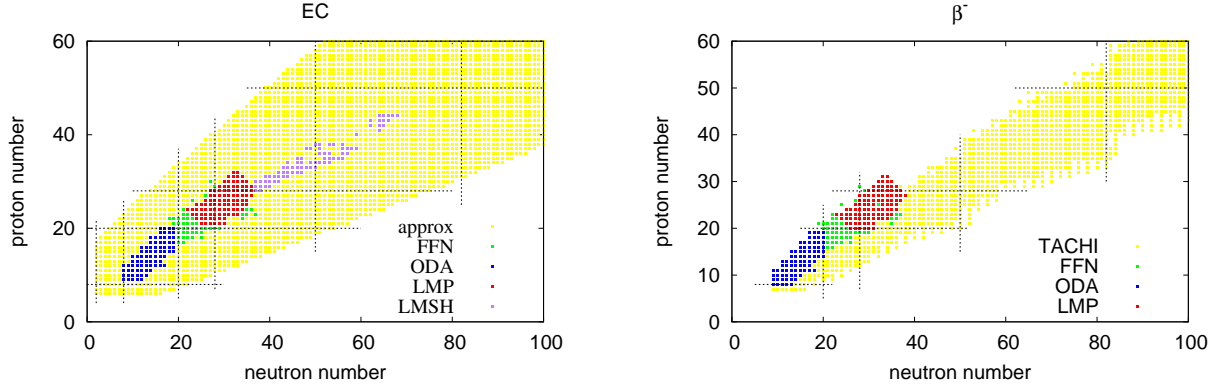 EC
proton number
60
40
20
0
approx
FFN
ODA
LMP
LMSH
0 20 40 60 80 100
neutron number
β-
proton number
60
50
40
30
20
10
0
TACHI
FFN
ODA
LMP
0 20 40 60 80 100
neutron number